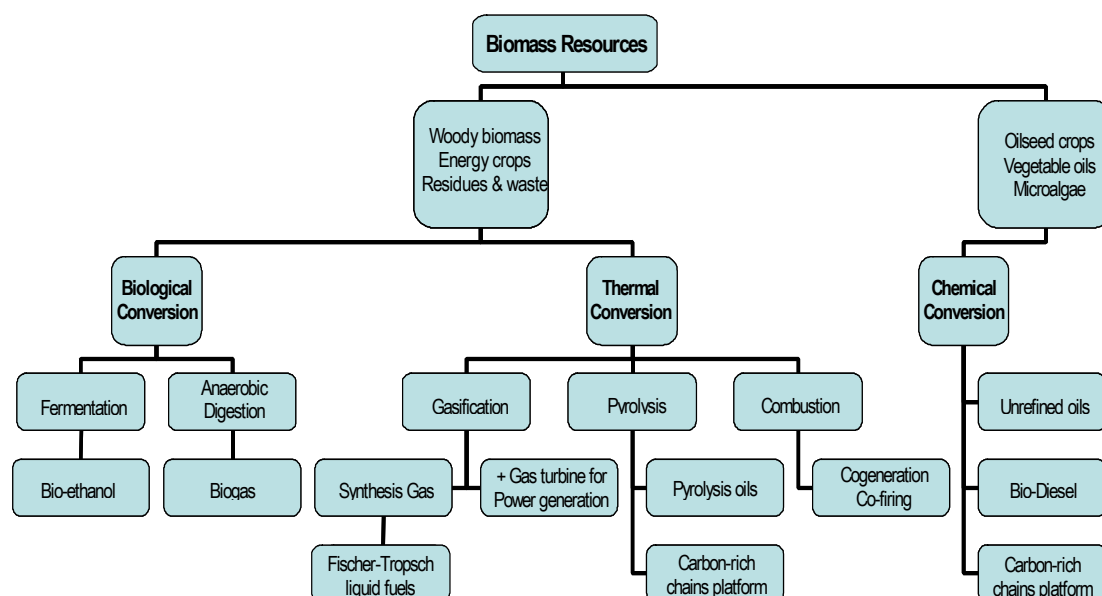 Biomass Resources
Woody biomass
Energy crops
Residues & waste
Oilseed crops
Vegetable oils
Microalgae
Biological
Conversion
Thermal
Conversion
Chemical
Conversion
Fermentation
Anaerobic
Digestion
Gasification
Pyrolysis
Combustion
Unrefined oils
Bio-ethanol
Biogas
Synthesis Gas
+ Gas turbine for
Power generation
Pyrolysis oils
Cogeneration
Co-firing
Bio-Diesel
Fischer-Tropsch
liquid fuels
Carbon-rich
chains platform
Carbon-rich
chains platform